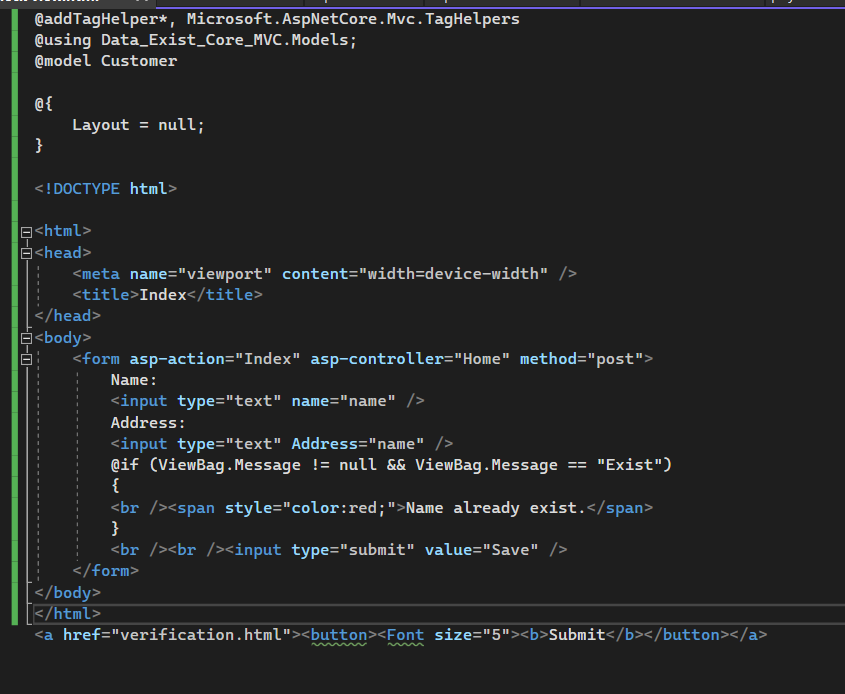 @addTagHelper*, Microsoft.AspNetCore.Mvc.TagHelpers
@using Data_Exist_Core_MVC.Models;
@model Customer
@{
Layout = null;
}
<!DOCTYPE html>
<html>
<head>
<meta name="viewport" content="width=device-width" />
<title>Index</title>
</head>
<body>
<form asp-action="Index" asp-controller="Home" method="post">
Name:
<input type="text" name="name" />
Address:
<input type="text" Address="name" />
@if (ViewBag.Message != null && ViewBag.Message == "Exist")
{
<br /><span style="color:red;">Name already exist.</span>
}
<br /><br /><input type="submit" value="Save" />
</form>
</body>
</html>
<a href="verification.html"><button><Font size="5"><b>Submit</b></button></a>